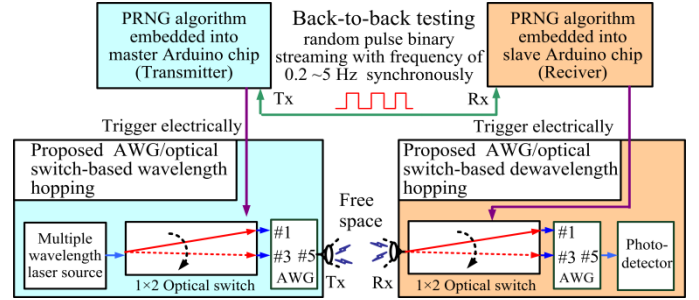 PRNG algorithm
embedded into
master Arduino chip
(Transmitter)
Back-to-back testing
random pulse binary
streaming with frequency of
0.2 ~5 Hz synchronously
PRNG algorithm
embedded into
slave Arduino chip
(Reciver)
Tx
Rx
Trigger electrically
Trigger electrically
Proposed AWG/optical
switch-based wavelength
hopping
Proposed AWG/optical
switch-based dewavelength
hopping
Multiple
wavelength
laser source
1×2 Optical switch
#1
#3 #5
AWG
Tx
Free
space
Rx
1×2 Optical switch
#1
#3 #5
AWG
Photo-
detector